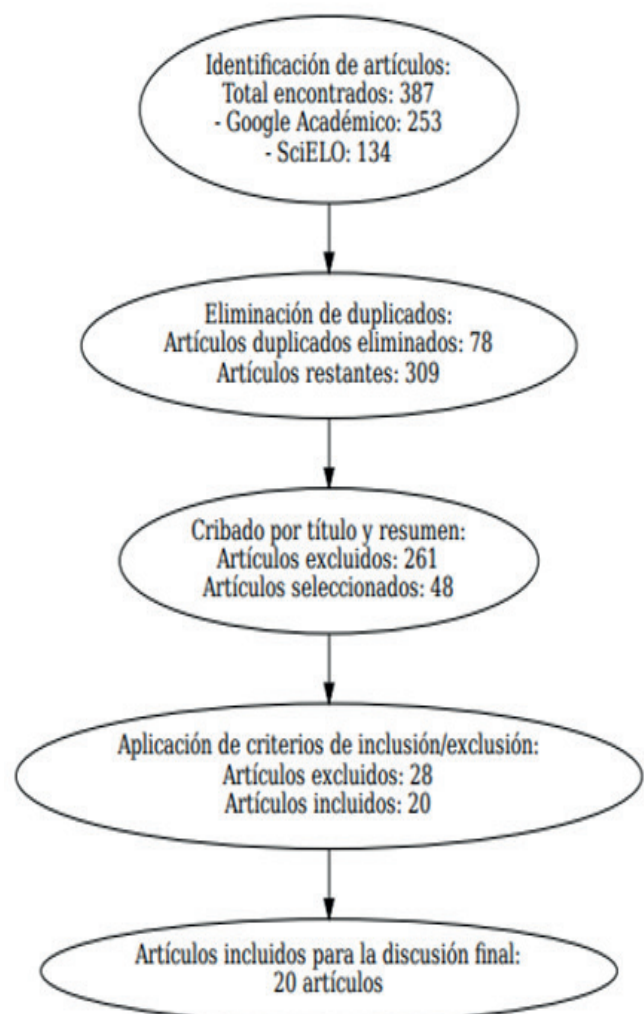 Identificación de artículos:
Total encontrados: 387
- Google Académico: 253
- SciELO: 134
Eliminación de duplicados:
Artículos duplicados eliminados: 78
Artículos restantes: 309
Cribado por título y resumen:
Artículos excluidos: 261
Artículos seleccionados: 48
Aplicación de criterios de inclusión/exclusión:
Artículos excluidos: 28
Artículos incluidos: 20
Artículos incluidos para la discusión final:
20 artículos